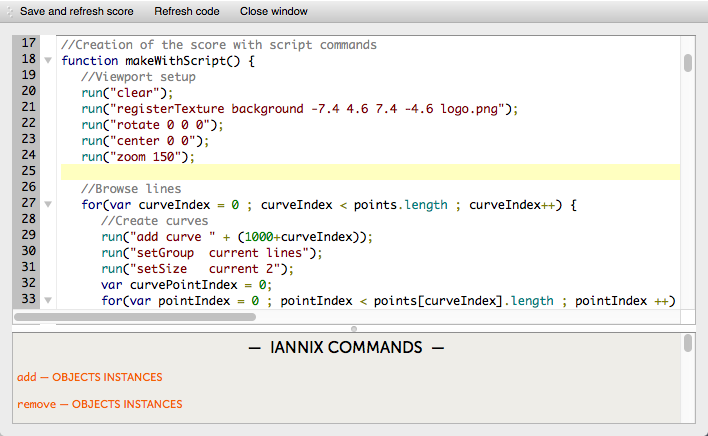 Save and refresh score Refresh code Close window
17 //Creation of the score with script commands
18 function makeWithScript() {
19 //Viewport setup
20 run("clear");
21 run("registerTexture background -7.4 4.6 7.4 -4.6 logo.png");
22 run("rotate 0 0 0");
23 run("center 0 0");
24 run("zoom 150");
25
26 //Browse lines
27 for(var curveIndex = 0 ; curveIndex < points.length ; curveIndex++) {
28 //Create curves
29 run("add curve " + (1000+curveIndex));
30 run("setGroup  current lines");
31 run("setSize   current 2");
32 var curvePointIndex = 0;
33 for(var pointIndex = 0 ; pointIndex < points[curveIndex].length ; pointIndex ++)
— IANNIX COMMANDS —
add — OBJECTS INSTANCES
remove — OBJECTS INSTANCES